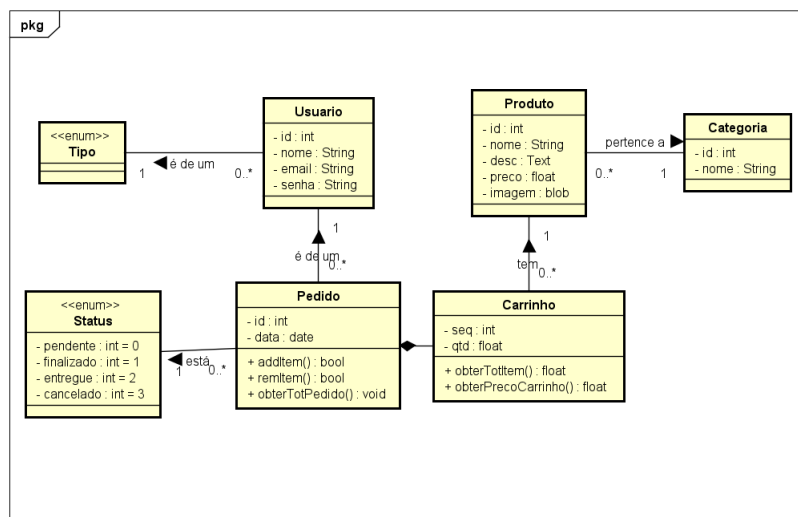 pkg
<<enum>>
Tipo
1
é de um
0..*
Usuario
- id : int
- nome : String
- email : String
- senha : String
Produto
- id : int
- nome : String
- desc : Text
- preco : float
- imagem : blob
pertence a
0..*
1
Categoria
- id : int
- nome : String
1
é de um
0..*
1
tem
0..*
<<enum>>
Status
- pendente : int = 0
- finalizado : int = 1
- entregue : int = 2
- cancelado : int = 3
está
1
0..*
Pedido
- id : int
- data : date
+ addItem() : bool
+ remItem() : bool
+ obterTotPedido() : void
Carrinho
- seq : int
- qtd : float
+ obterTotItem() : float
+ obterPrecoCarrinho() : float